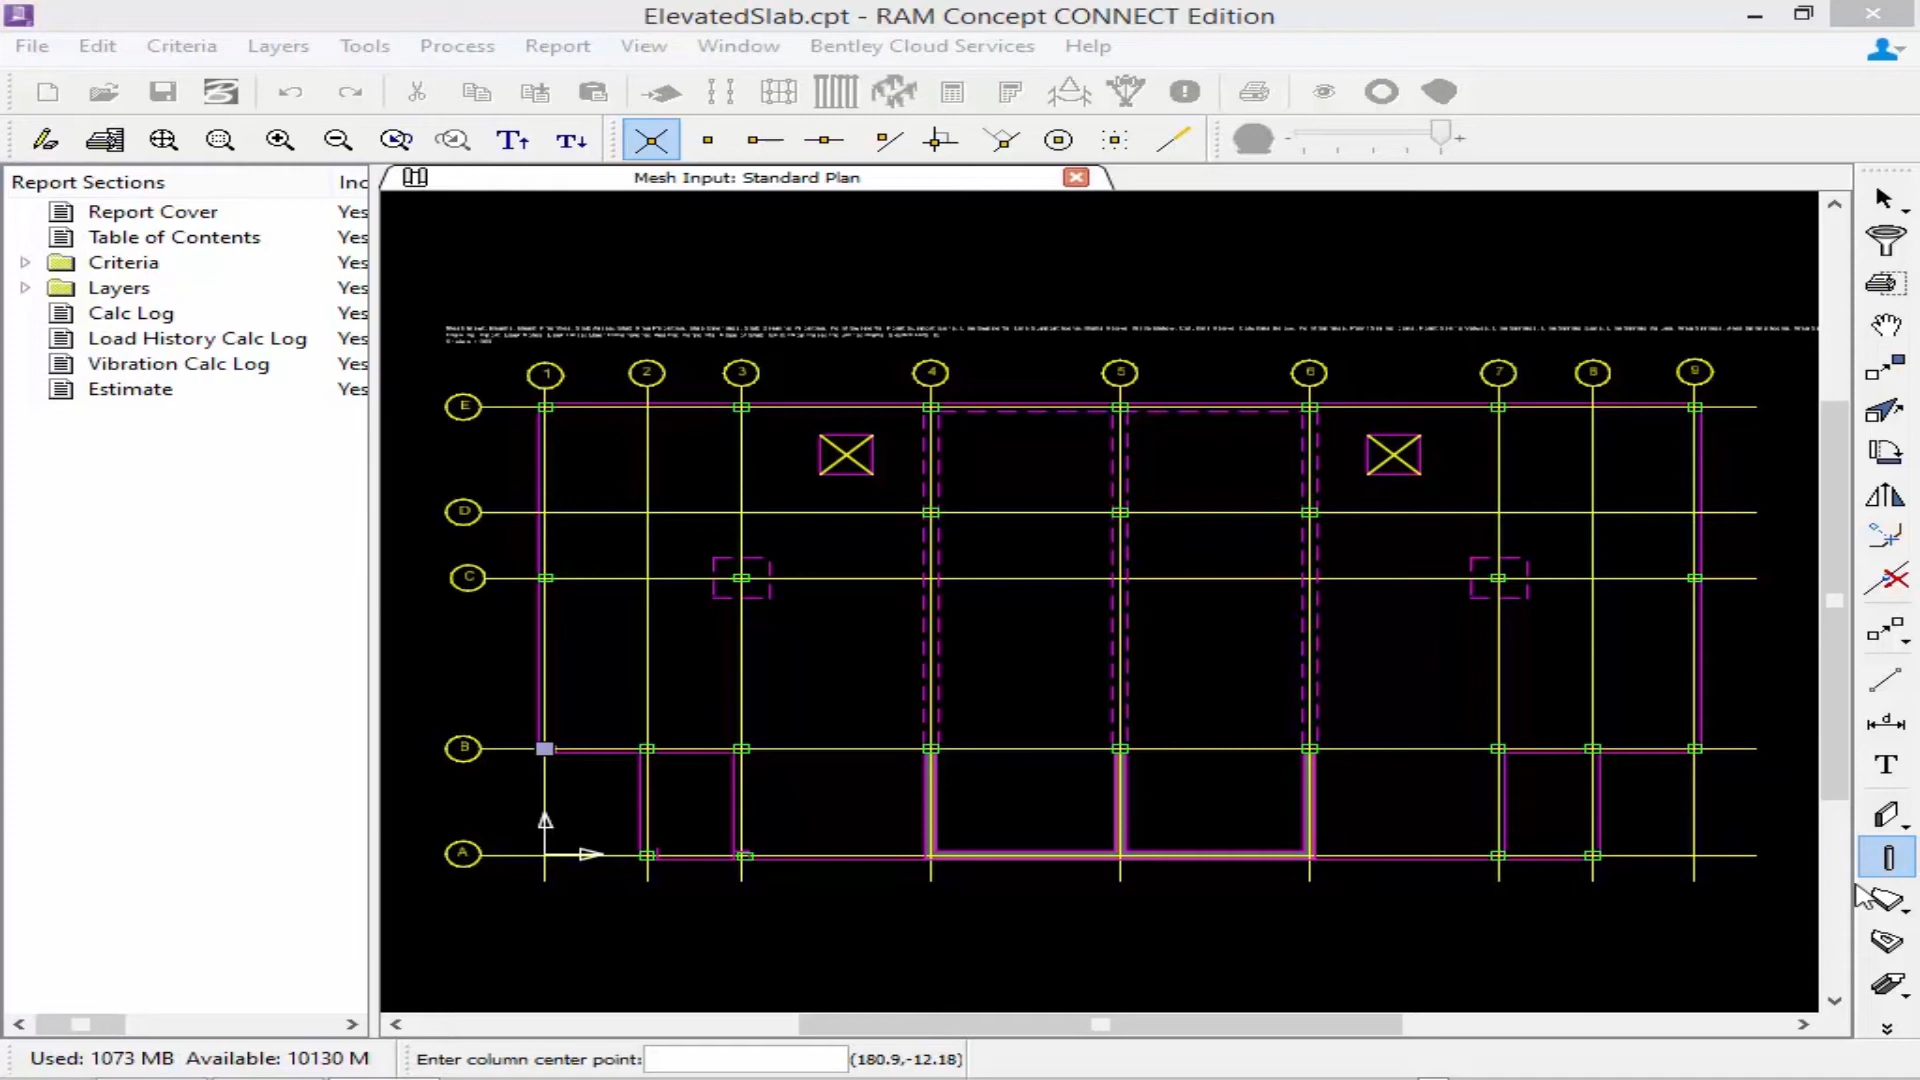 ElevatedSlab.cpt - RAM Concept CONNECT Edition
File Edit Criteria Layers Tools Process Report View Window Bentley Cloud Services Help
Report Sections Inc
Mesh Input: Standard Plan
Report Cover Yes
Table of Contents Yes
Criteria Yes
Layers Yes
Calc Log Yes
Load History Calc Log Yes
Vibration Calc Log Yes
Estimate Yes
1 2 3 4 5 6 7 8 9
E
D
C
B
A
Used: 1073 MB Available: 10130 M
Enter column center point: (180.9,-12.18)